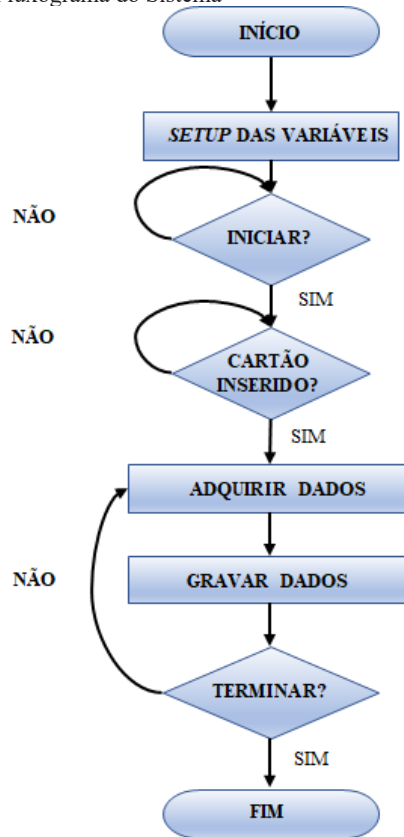 Fluxograma do Sistema
INÍCIO
SETUP DAS VARIÁVEIS
NÃO
INICIAR?
SIM
NÃO
CARTÃO
INSERIDO?
SIM
ADQUIRIR DADOS
NÃO
GRAVAR DADOS
TERMINAR?
SIM
FIM